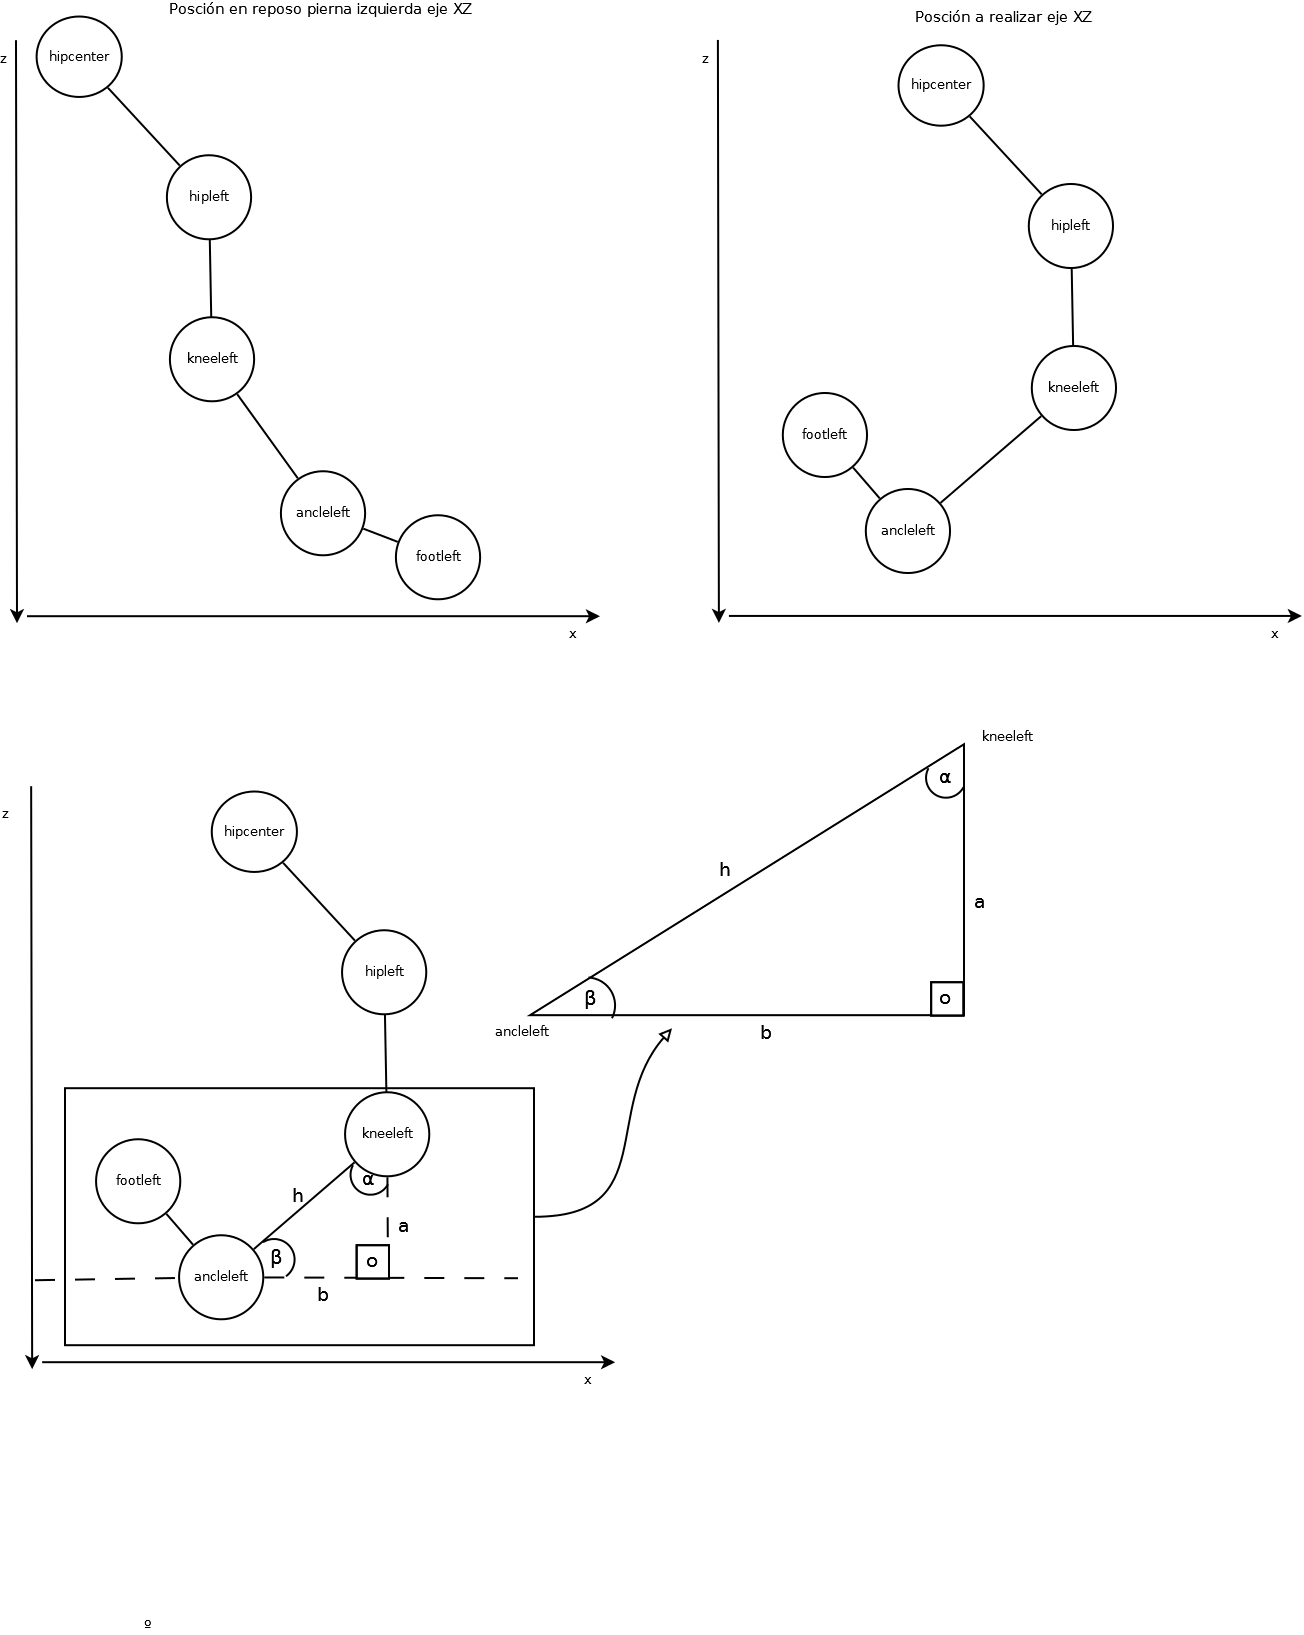 Posción en reposo pierna izquierda eje XZ
z
hipcenter
hipleft
kneeleft
ancleleft
footleft
x
Posción a realizar eje XZ
z
hipcenter
hipleft
kneeleft
footleft
ancleleft
x
z
hipcenter
hipleft
kneeleft
footleft
α
h
a
β
o
ancleleft
b
x
kneeleft
α
h
a
β
o
ancleleft
b
º